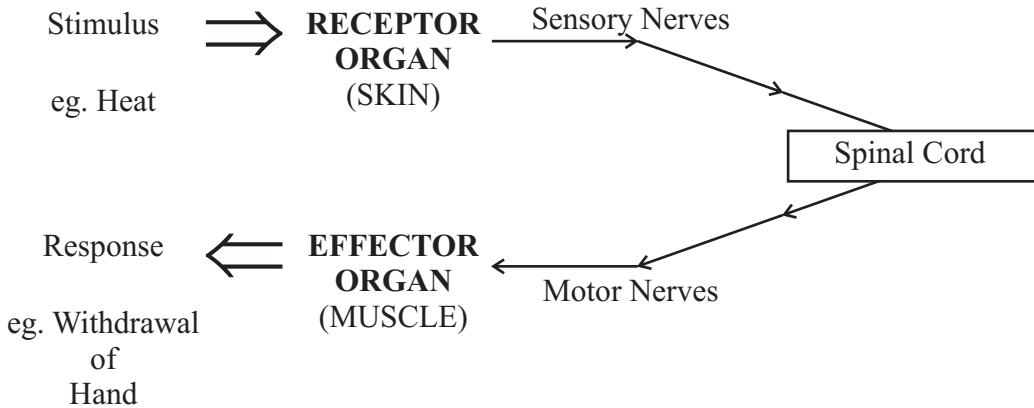 Stimulus
eg. Heat
RECEPTOR
ORGAN
(SKIN)
Sensory Nerves
Spinal Cord
Motor Nerves
EFFECTOR
ORGAN
(MUSCLE)
Response
eg. Withdrawal
of
Hand